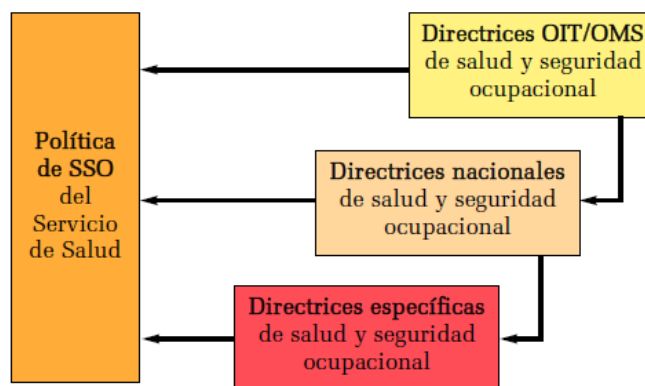 Directrices OIT/OMS
de salud y seguridad
ocupacional
Política
de SSO
del
Servicio
de Salud
Directrices nacionales
de salud y seguridad
ocupacional
Directrices específicas
de salud y seguridad
ocupacional